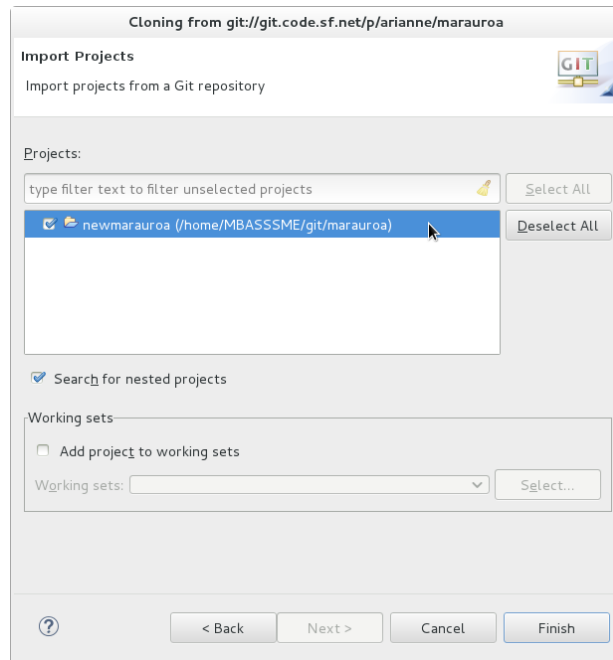 Cloning from git://git.code.sf.net/p/arianne/marauroa
Import Projects
Import projects from a Git repository
GIT
Projects:
type filter text to filter unselected projects
Select All
newmarauroa (/home/MBASSSME/git/marauroa)
Deselect All
Search for nested projects
Working sets
Add project to working sets
Working sets:
Select...
?
< Back
Next >
Cancel
Finish